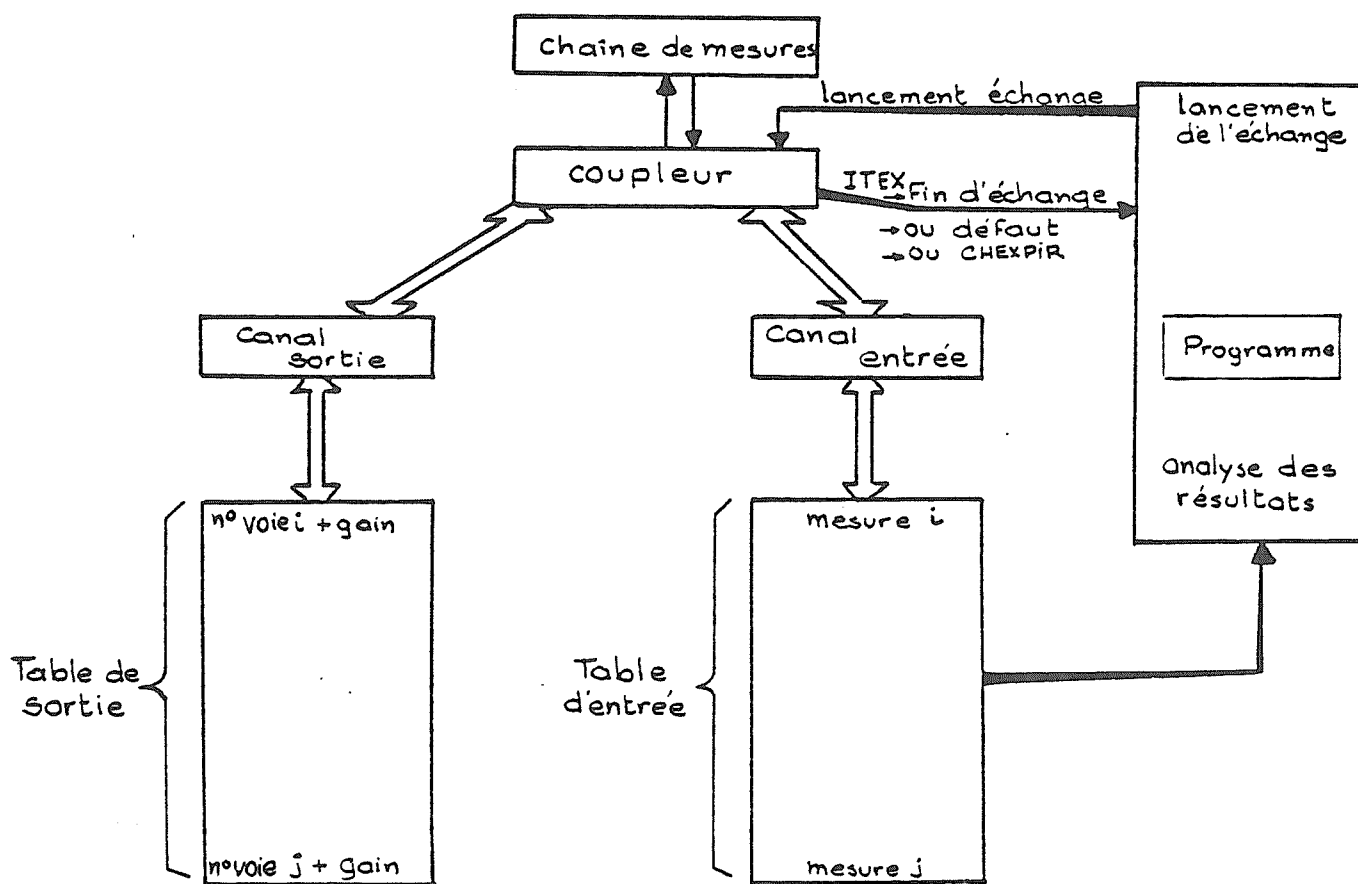 Chaîne de mesures
lancement échange
lancement
de l'échange
coupleur
ITEX
→Fin d'échange
→ou défaut
→ou CHEXPIR
Canal
sortie
Canal
entrée
Programme
analyse des
résultats
n° voie i + gain
mesure i
Table de
sortie
Table
d'entrée
n° voie j + gain
mesure j